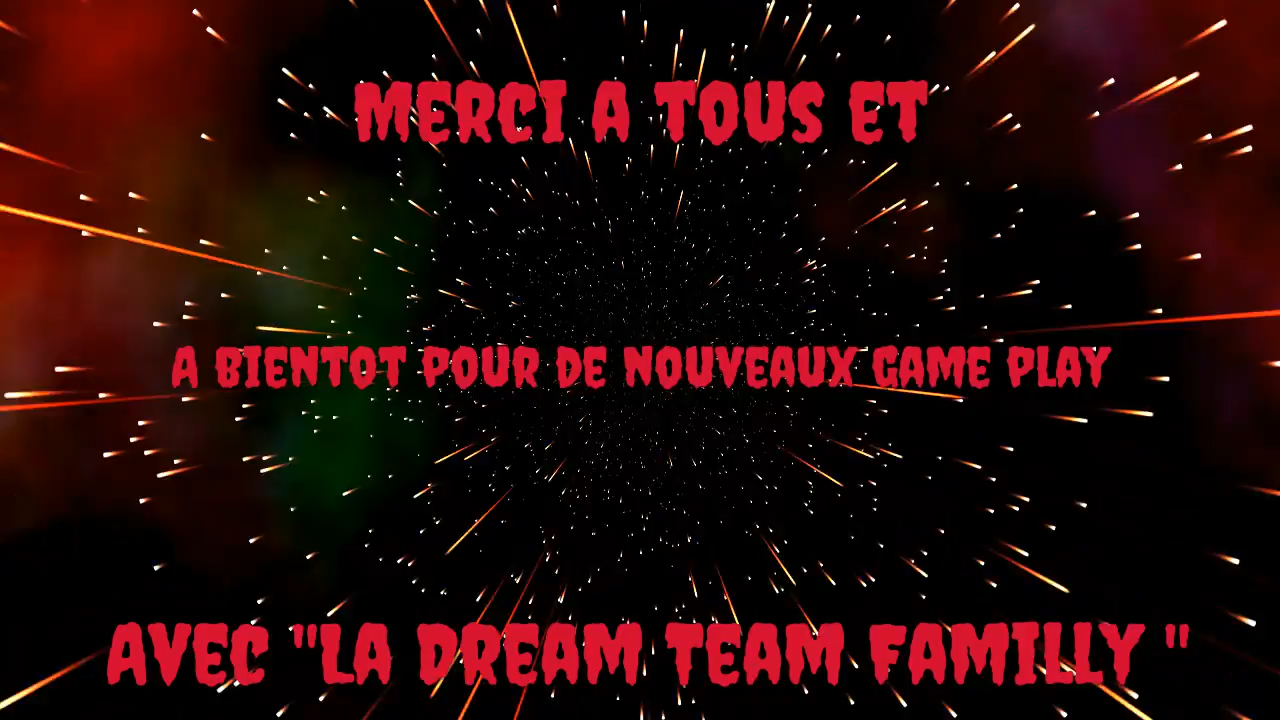 MERCI A TOUS ET
A BIENTOT POUR DE NOUVEAUX GAME PLAY
AVEC "LA DREAM TEAM FAMILLY "